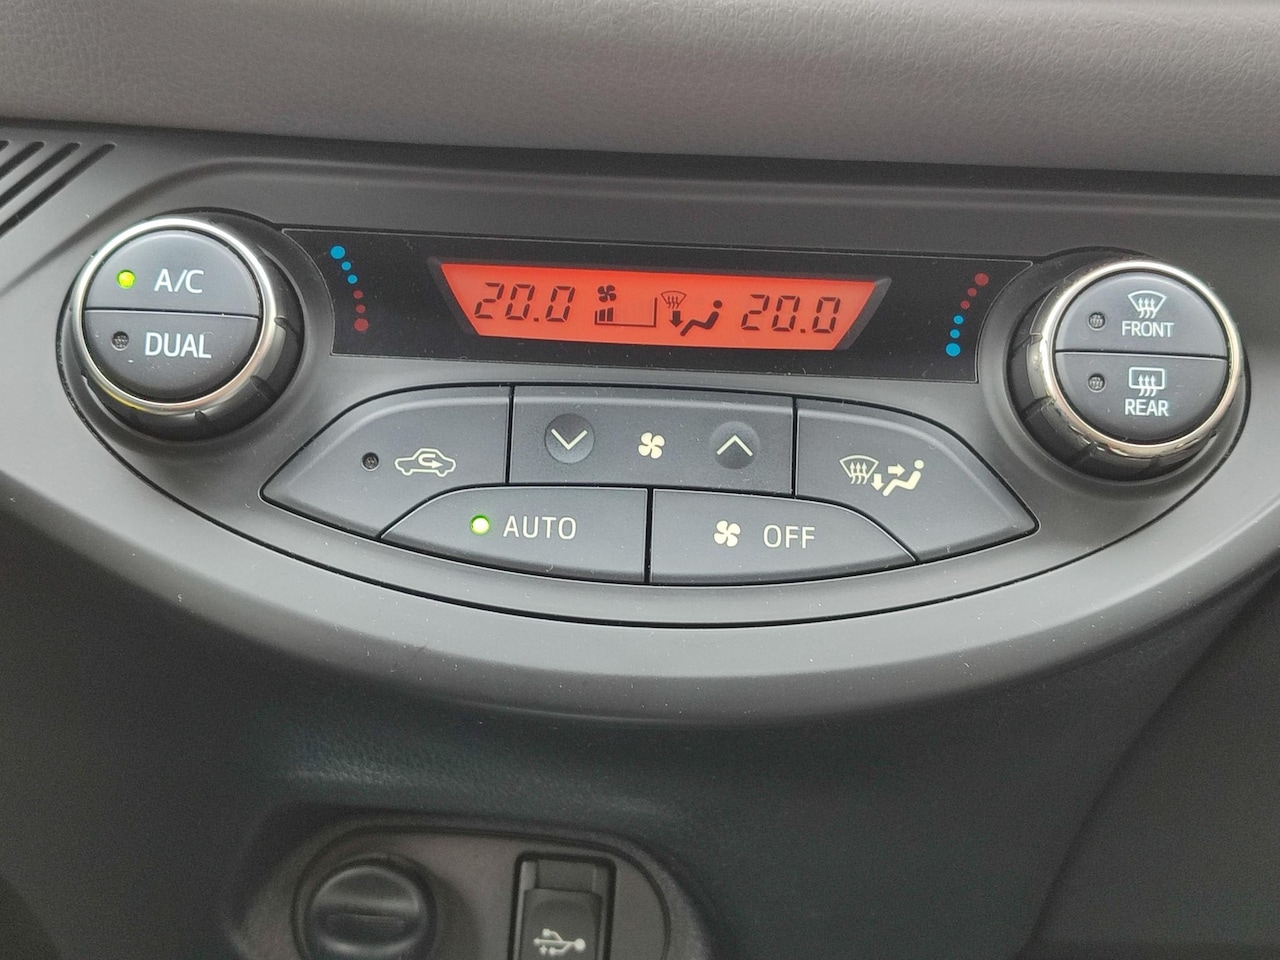 A/C
DUAL
20.0
20.0
FRONT
REAR
AUTO
OFF